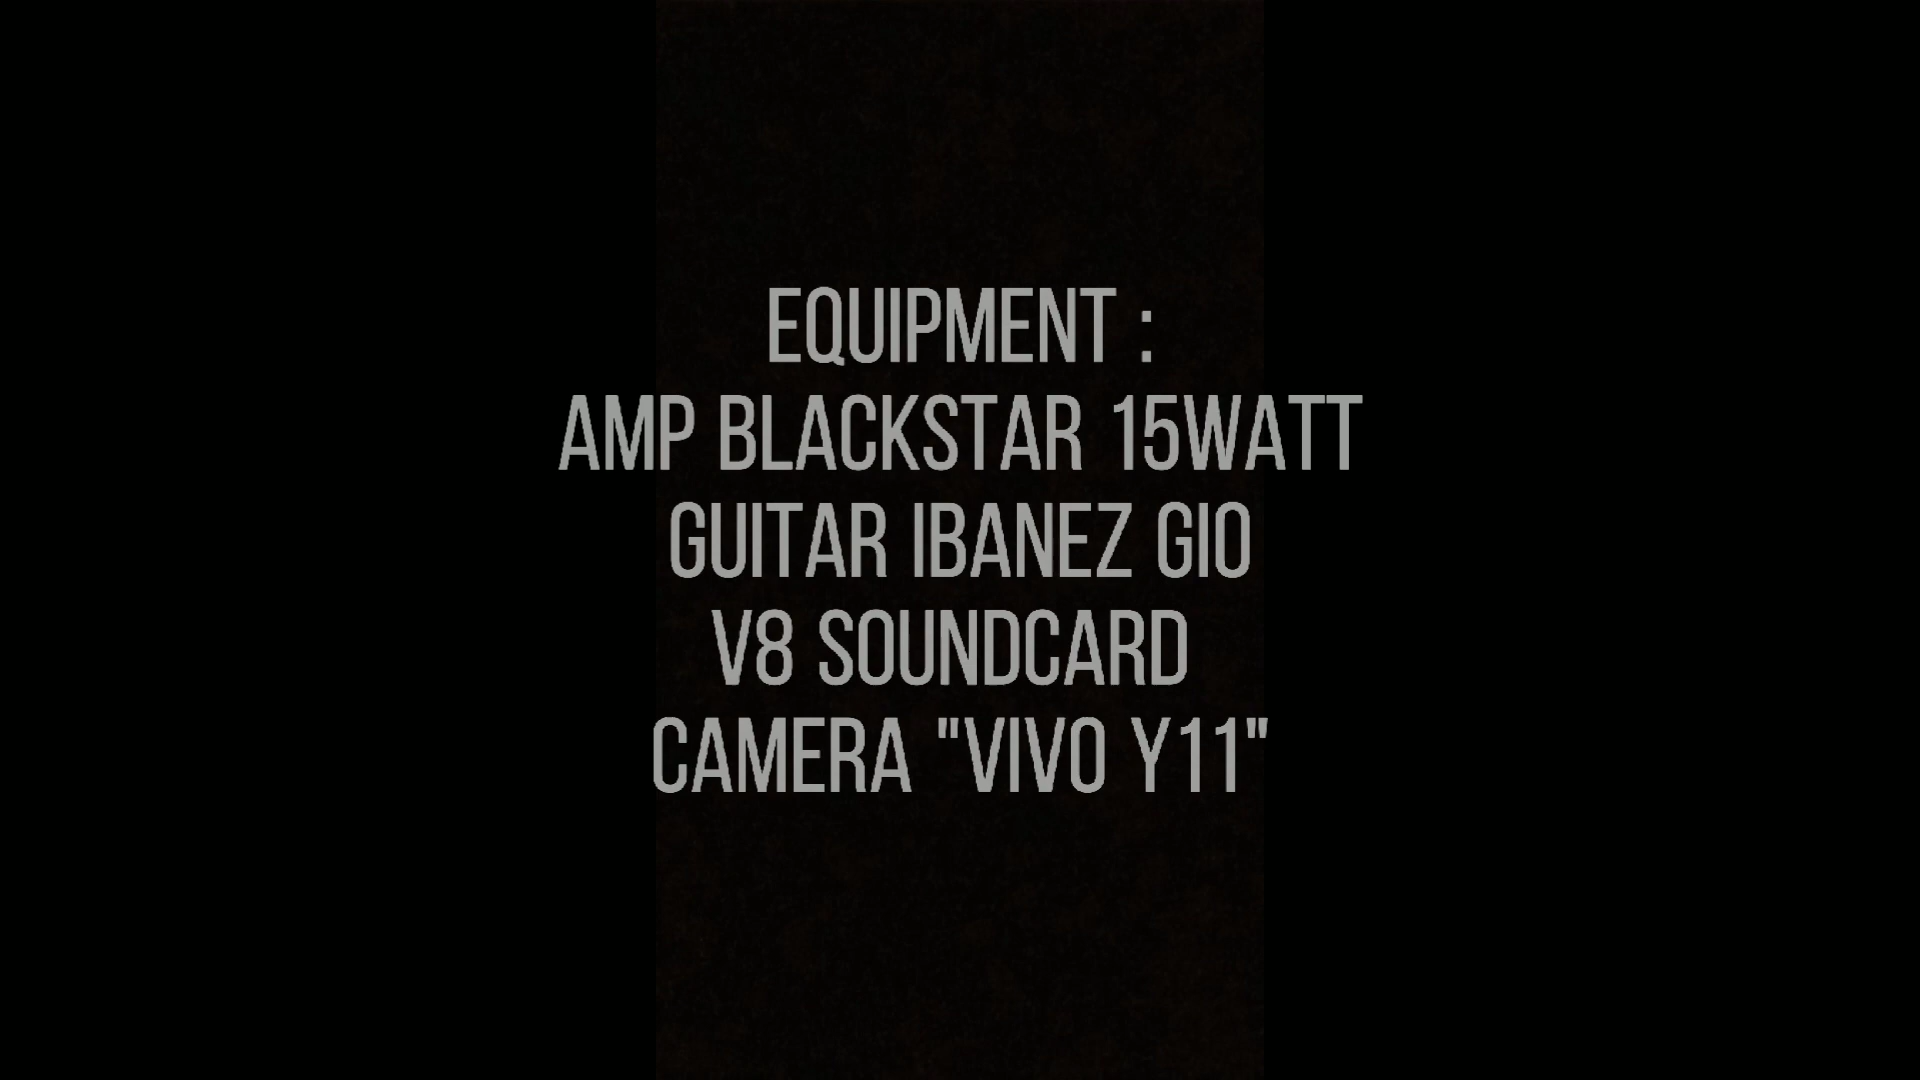 EQUIPMENT :
AMP BLACKSTAR 15WATT
GUITAR IBANEZ GIO
V8 SOUNDCARD
CAMERA "VIVO Y11"